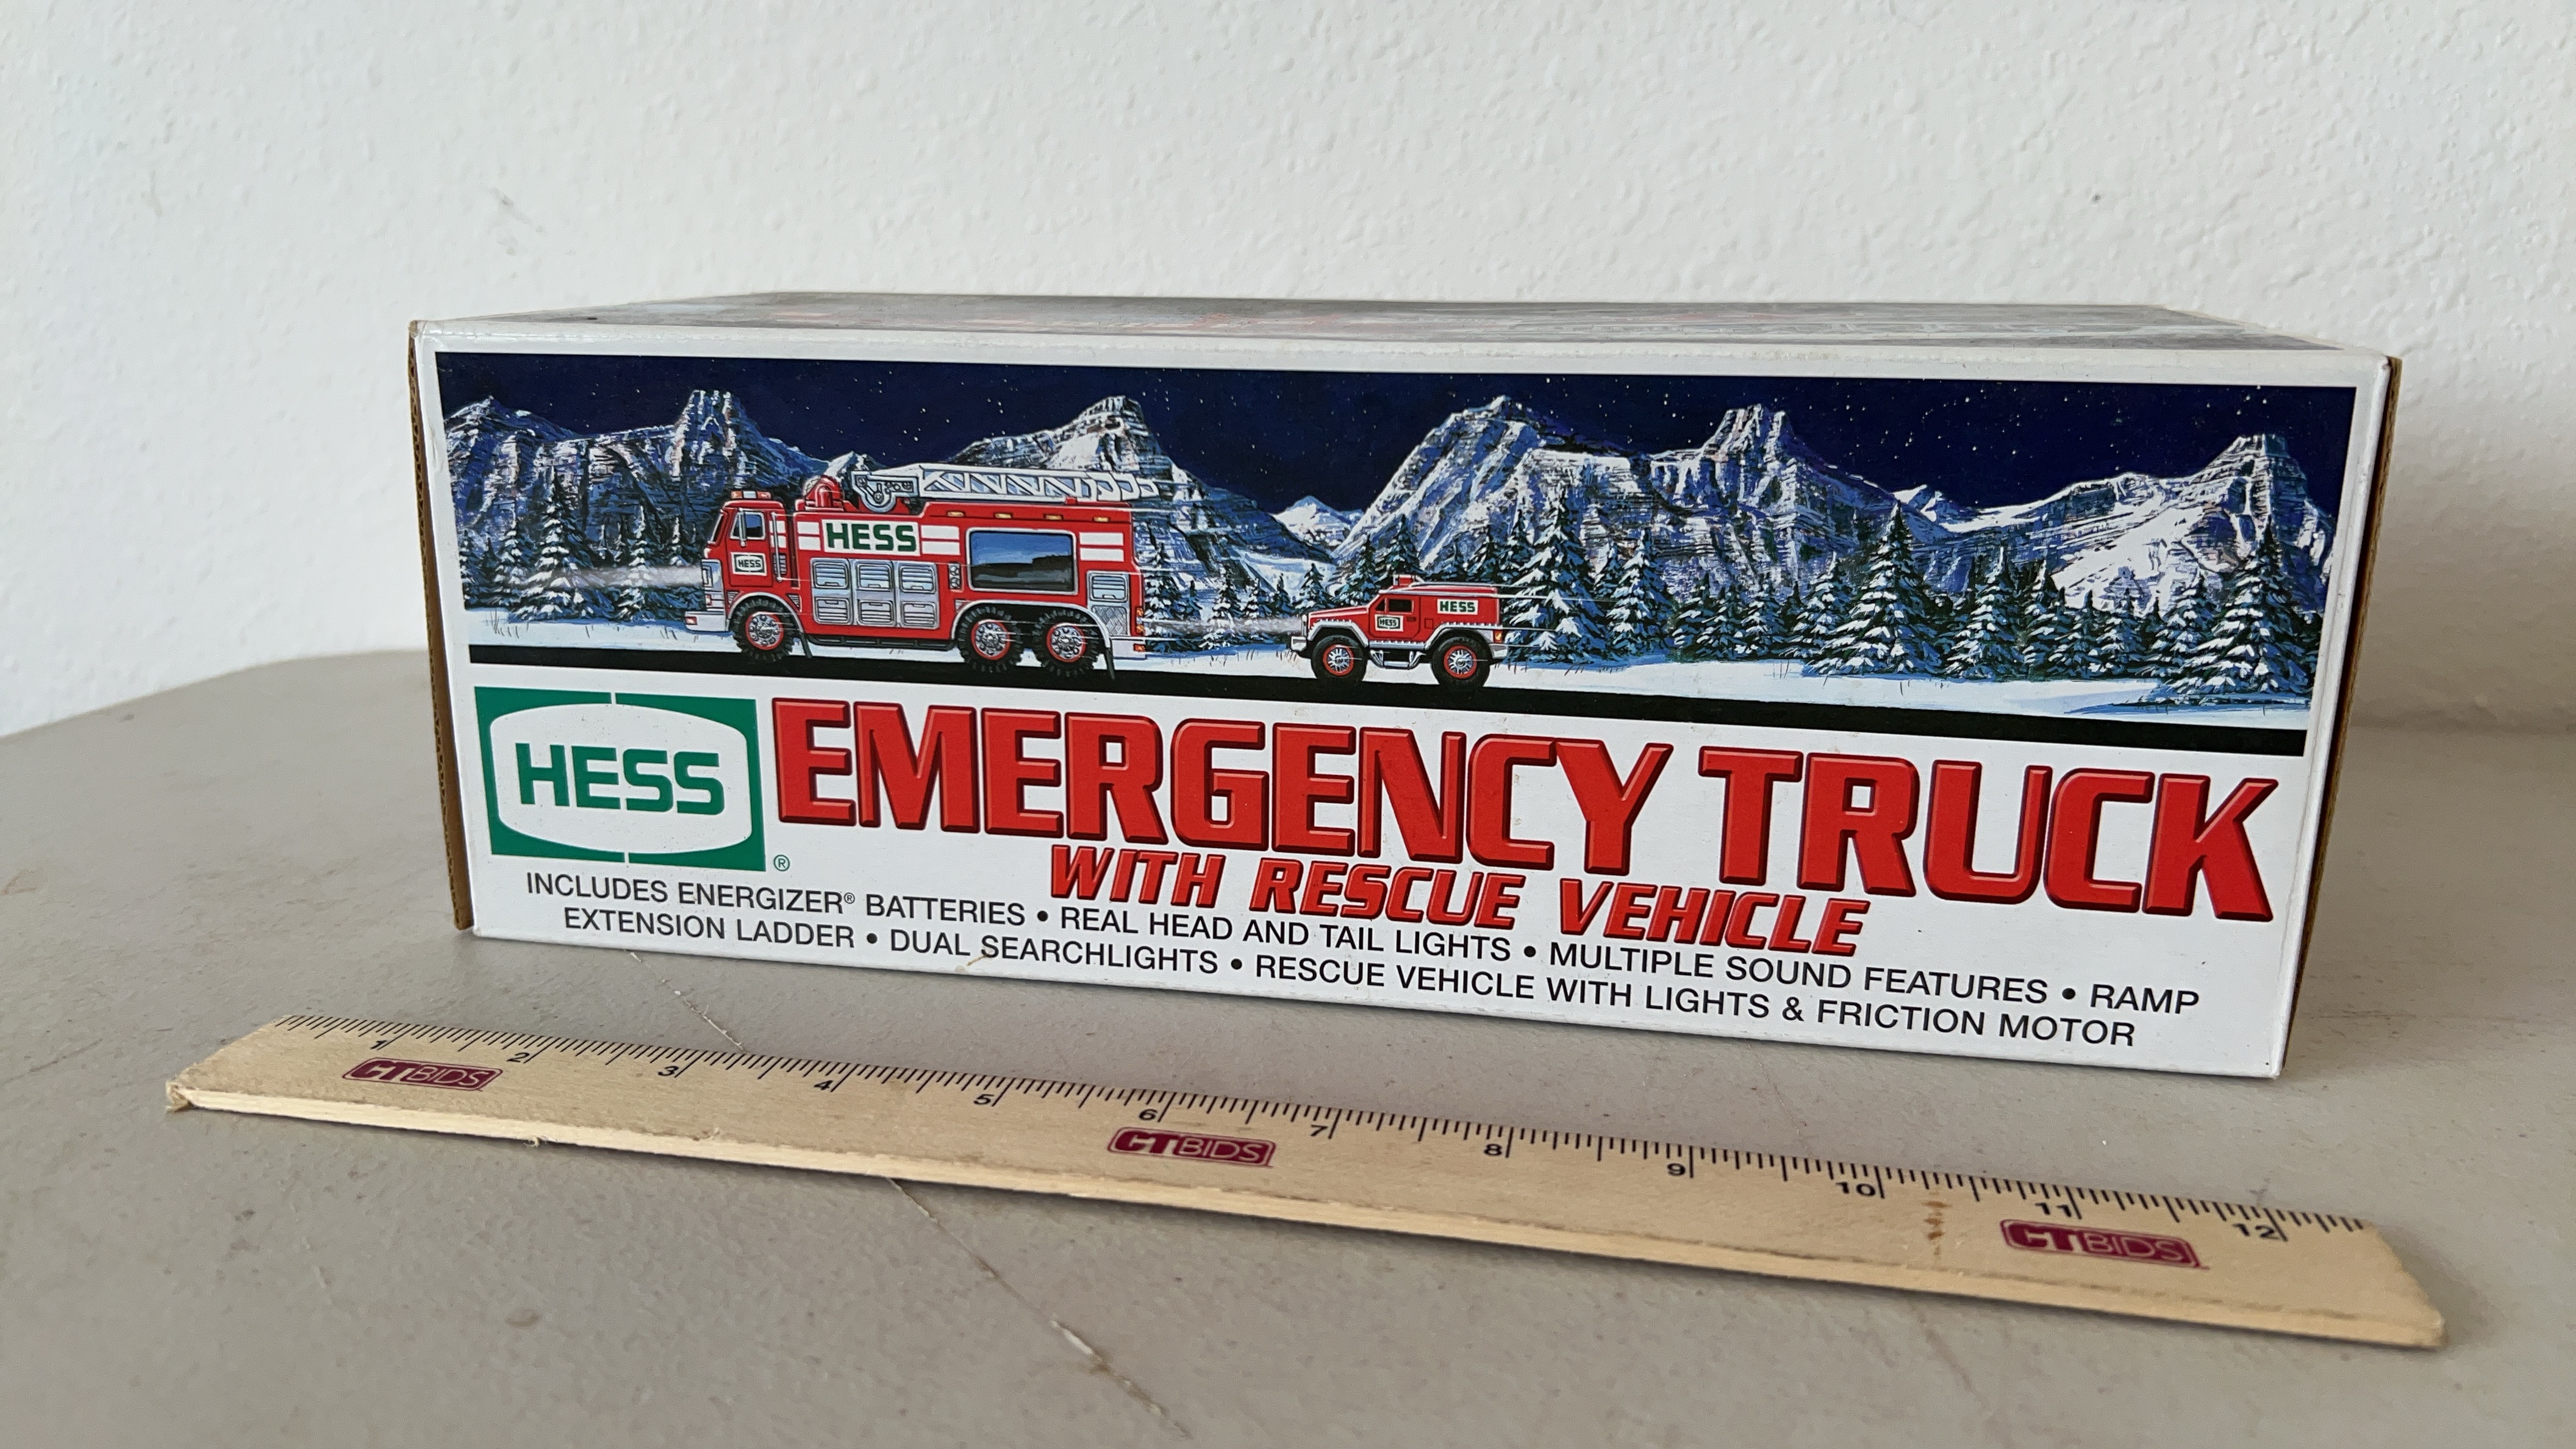 HESS
HESS
HESS
HESS
HESS®
EMERGENCY TRUCK
WITH RESCUE VEHICLE
INCLUDES ENERGIZER® BATTERIES • REAL HEAD AND TAIL LIGHTS • MULTIPLE SOUND FEATURES • RAMP
EXTENSION LADDER • DUAL SEARCHLIGHTS • RESCUE VEHICLE WITH LIGHTS & FRICTION MOTOR
1 2 3 4 5 6 7 8 9 10 11 12
CTBIDS CTBIDS CTBIDS